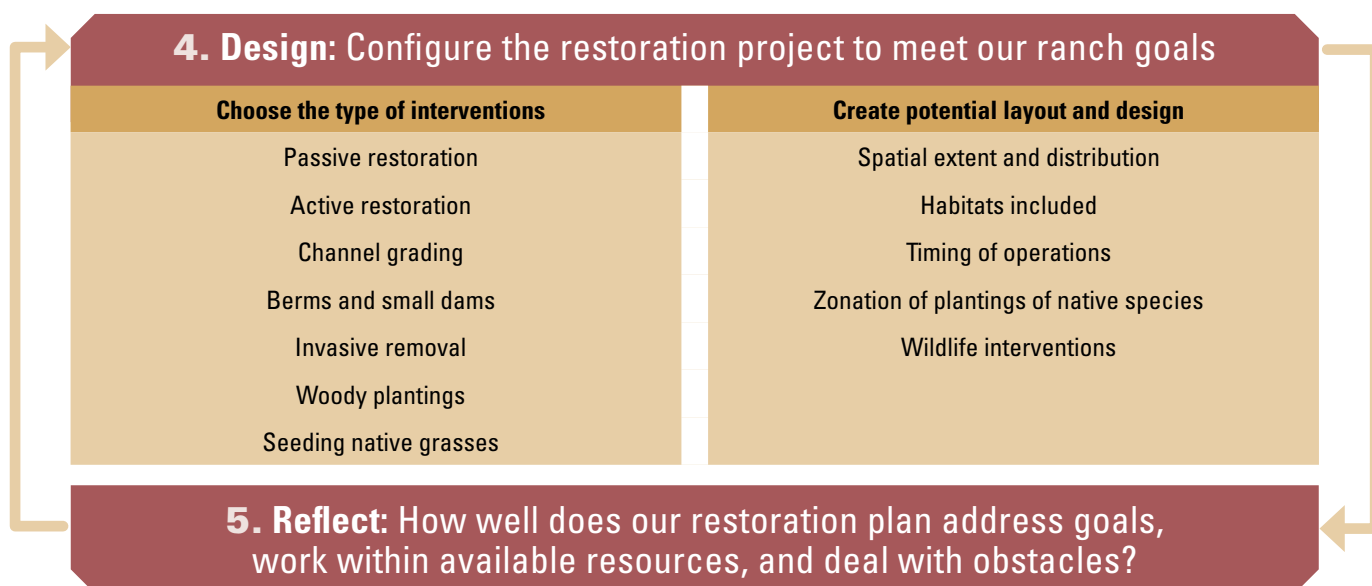 4. Design: Configure the restoration project to meet our ranch goals
Choose the type of interventions
Passive restoration
Active restoration
Channel grading
Berms and small dams
Invasive removal
Woody plantings
Seeding native grasses
Create potential layout and design
Spatial extent and distribution
Habitats included
Timing of operations
Zonation of plantings of native species
Wildlife interventions
5. Reflect: How well does our restoration plan address goals,
work within available resources, and deal with obstacles?